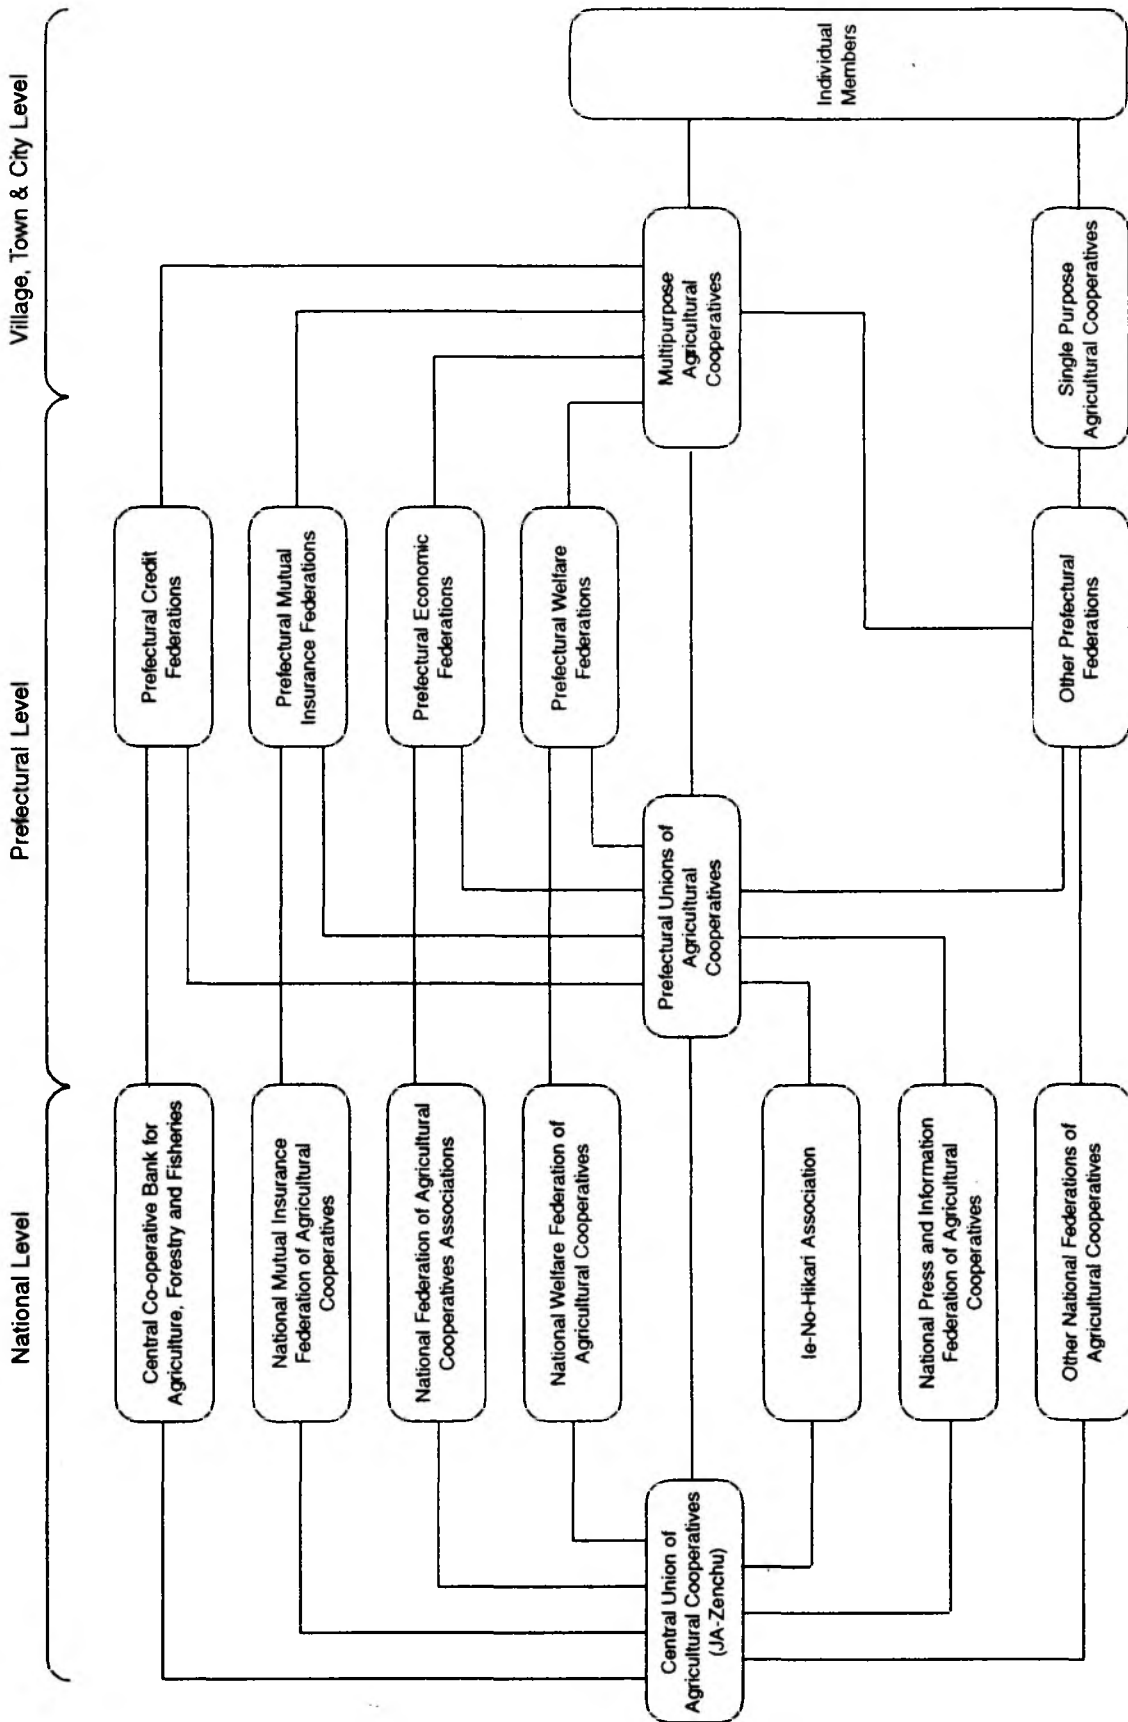 National Level
Prefectural Level
Village, Town & City Level
Central Co-operative Bank for
Agriculture, Forestry and Fisheries
Prefectural Credit
Federations
National Mutual Insurance
Federation of Agricultural
Cooperatives
Prefectural Mutual
Insurance Federations
National Federation of Agricultural
Cooperatives Associations
Prefectural Economic
Federations
National Welfare Federation of
Agricultural Cooperatives
Prefectural Welfare
Federations
Central Union of
Agricultural Cooperatives
(JA-Zenchu)
Prefectural Unions of
Agricultural
Cooperatives
Multipurpose
Agricultural
Cooperatives
Individual
Members
Ie-No-Hikari Association
National Press and Information
Federation of Agricultural
Cooperatives
Other National Federations of
Agricultural Cooperatives
Other Prefectural
Federations
Single Purpose
Agricultural Cooperatives